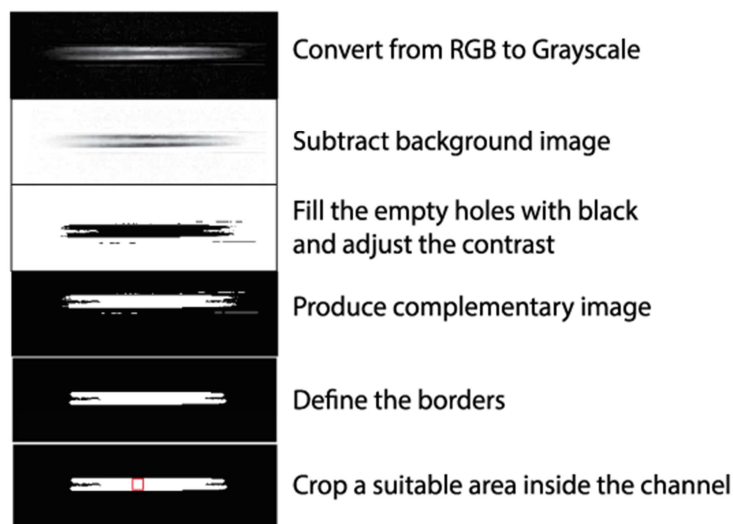 Convert from RGB to Grayscale
Subtract background image
Fill the empty holes with black
and adjust the contrast
Produce complementary image
Define the borders
Crop a suitable area inside the channel